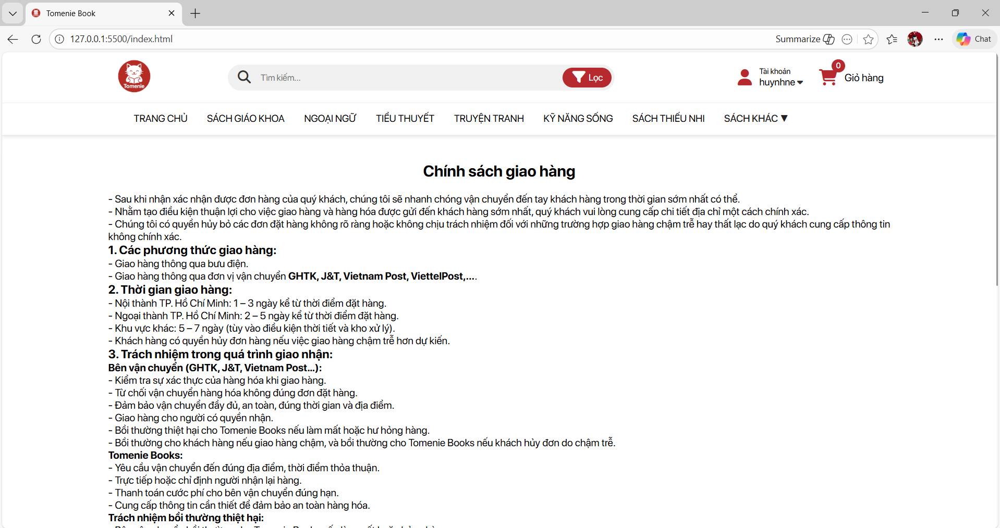 Tomenie Book
127.0.0.1:5500/index.html
Summarize
Chat
Tomenie
Tìm kiếm...
Lọc
Tài khoản
huynhne
0
Giỏ hàng
TRANG CHỦ SÁCH GIÁO KHOA NGOẠI NGỮ TIỂU THUYẾT TRUYỆN TRANH KỸ NĂNG SỐNG SÁCH THIẾU NHI SÁCH KHÁC ▼
Chính sách giao hàng
- Sau khi nhận xác nhận được đơn hàng của quý khách, chúng tôi sẽ nhanh chóng vận chuyển đến tay khách hàng trong thời gian sớm nhất có thể.
- Nhằm tạo điều kiện thuận lợi cho việc giao hàng và hàng hóa được gửi đến khách hàng sớm nhất, quý khách vui lòng cung cấp chi tiết địa chỉ một cách chính xác.
- Chúng tôi có quyền hủy bỏ các đơn đặt hàng không rõ ràng hoặc không chịu trách nhiệm đối với những trường hợp giao hàng chậm trễ hay thất lạc do quý khách cung cấp thông tin
không chính xác.
1. Các phương thức giao hàng:
- Giao hàng thông qua bưu điện.
- Giao hàng thông qua đơn vị vận chuyển GHTK, J&T, Vietnam Post, ViettelPost,....
2. Thời gian giao hàng:
- Nội thành TP. Hồ Chí Minh: 1 – 3 ngày kể từ thời điểm đặt hàng.
- Ngoại thành TP. Hồ Chí Minh: 2 – 5 ngày kể từ thời điểm đặt hàng.
- Khu vực khác: 5 – 7 ngày (tùy vào điều kiện thời tiết và kho xử lý).
- Khách hàng có quyền hủy đơn hàng nếu việc giao hàng chậm trễ hơn dự kiến.
3. Trách nhiệm trong quá trình giao nhận:
Bên vận chuyển (GHTK, J&T, Vietnam Post...):
- Kiểm tra sự xác thực của hàng hóa khi giao hàng.
- Từ chối vận chuyển hàng hóa không đúng đơn đặt hàng.
- Đảm bảo vận chuyển đầy đủ, an toàn, đúng thời gian và địa điểm.
- Giao hàng cho người có quyền nhận.
- Bồi thường thiệt hại cho Tomenie Books nếu làm mất hoặc hư hỏng hàng.
- Bồi thường cho khách hàng nếu giao hàng chậm, và bồi thường cho Tomenie Books nếu khách hủy đơn do chậm trễ.
Tomenie Books:
- Yêu cầu vận chuyển đến đúng địa điểm, thời điểm thỏa thuận.
- Trực tiếp hoặc chỉ định người nhận lại hàng.
- Thanh toán cước phí cho bên vận chuyển đúng hạn.
- Cung cấp thông tin cần thiết để đảm bảo an toàn hàng hóa.
Trách nhiệm bồi thường thiệt hại: